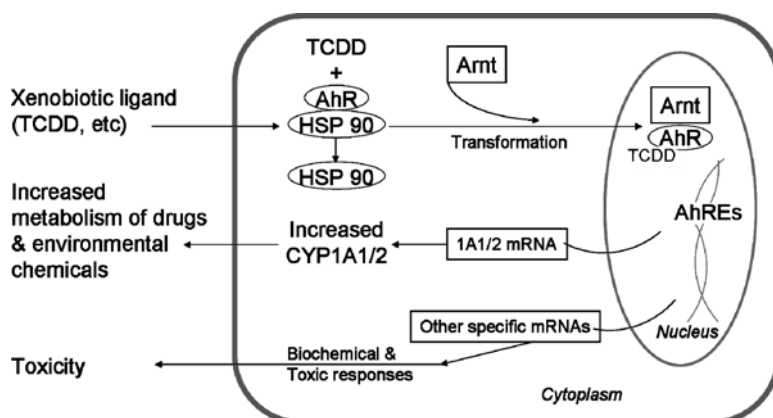 TCDD
+
AhR
HSP 90
HSP 90
Arnt
Xenobiotic ligand
(TCDD, etc)
Transformation
Arnt
AhR
TCDD
Increased
metabolism of drugs
& environmental
chemicals
Increased
CYP1A1/2
1A1/2 mRNA
AhREs
Other specific mRNAs
Nucleus
Toxicity
Biochemical &
Toxic responses
Cytoplasm